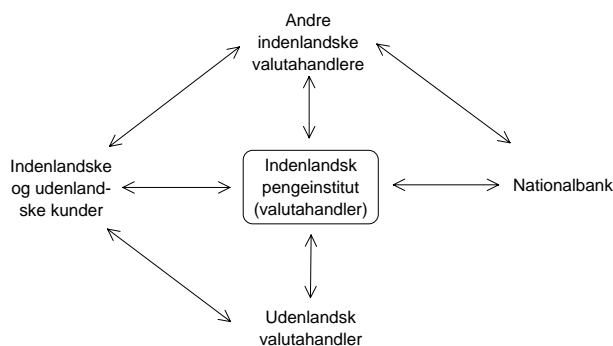 Andre
indenlandske
valutahandlere
Indenlandske
og udenland-
ske kunder
Indenlandsk
pengeinstitut
(valutahandler)
Nationalbank
Udenlandsk
valutahandler